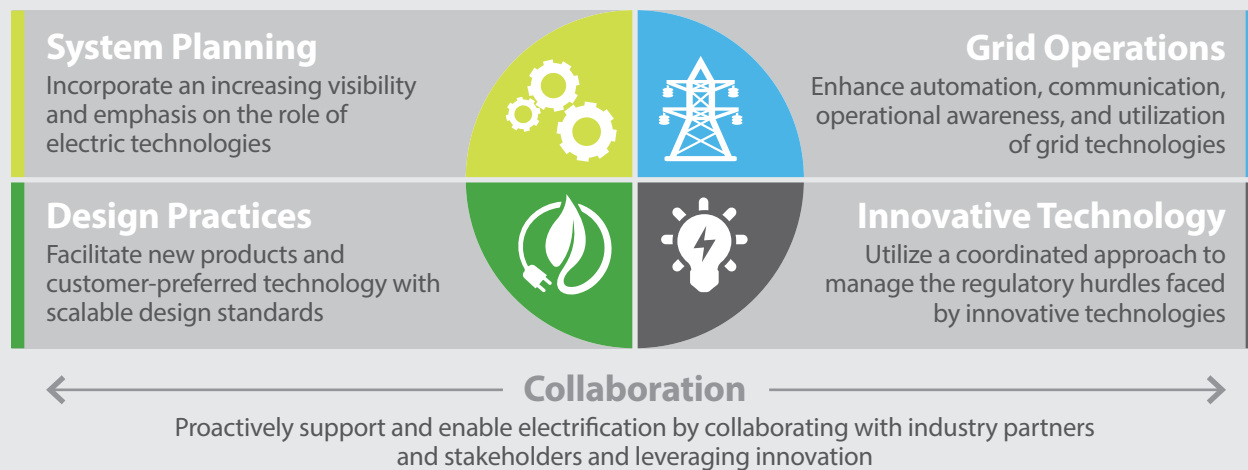 System Planning
Incorporate an increasing visibility
and emphasis on the role of
electric technologies
Grid Operations
Enhance automation, communication,
operational awareness, and utilization
of grid technologies
Design Practices
Facilitate new products and
customer-preferred technology with
scalable design standards
Innovative Technology
Utilize a coordinated approach to
manage the regulatory hurdles faced
by innovative technologies
Collaboration
Proactively support and enable electrification by collaborating with industry partners
and stakeholders and leveraging innovation